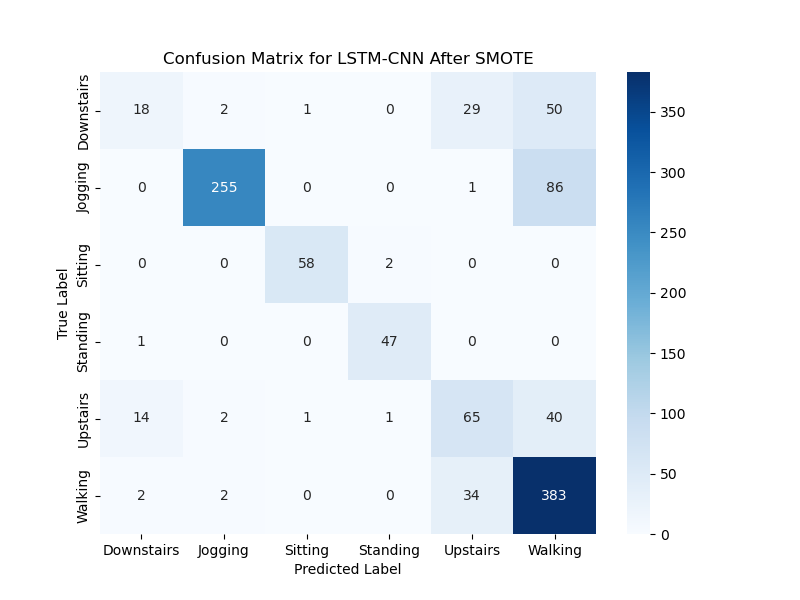 Confusion Matrix for LSTM-CNN After SMOTE
True Label
Downstairs 18 2 1 0 29 50
Jogging 0 255 0 0 1 86
Sitting 0 0 58 2 0 0
Standing 1 0 0 47 0 0
Upstairs 14 2 1 1 65 40
Walking 2 2 0 0 34 383
Downstairs Jogging Sitting Standing Upstairs Walking
Predicted Label
350
300
250
200
150
100
50
0